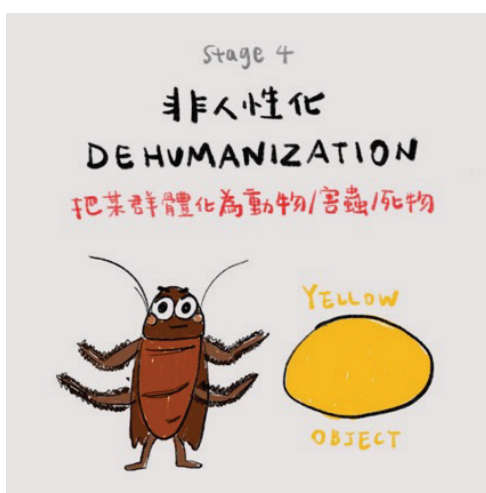 Stage 4
非人性化
DEHUMANIZATION
把某群體化為動物/害蟲/死物
YELLOW
OBJECT